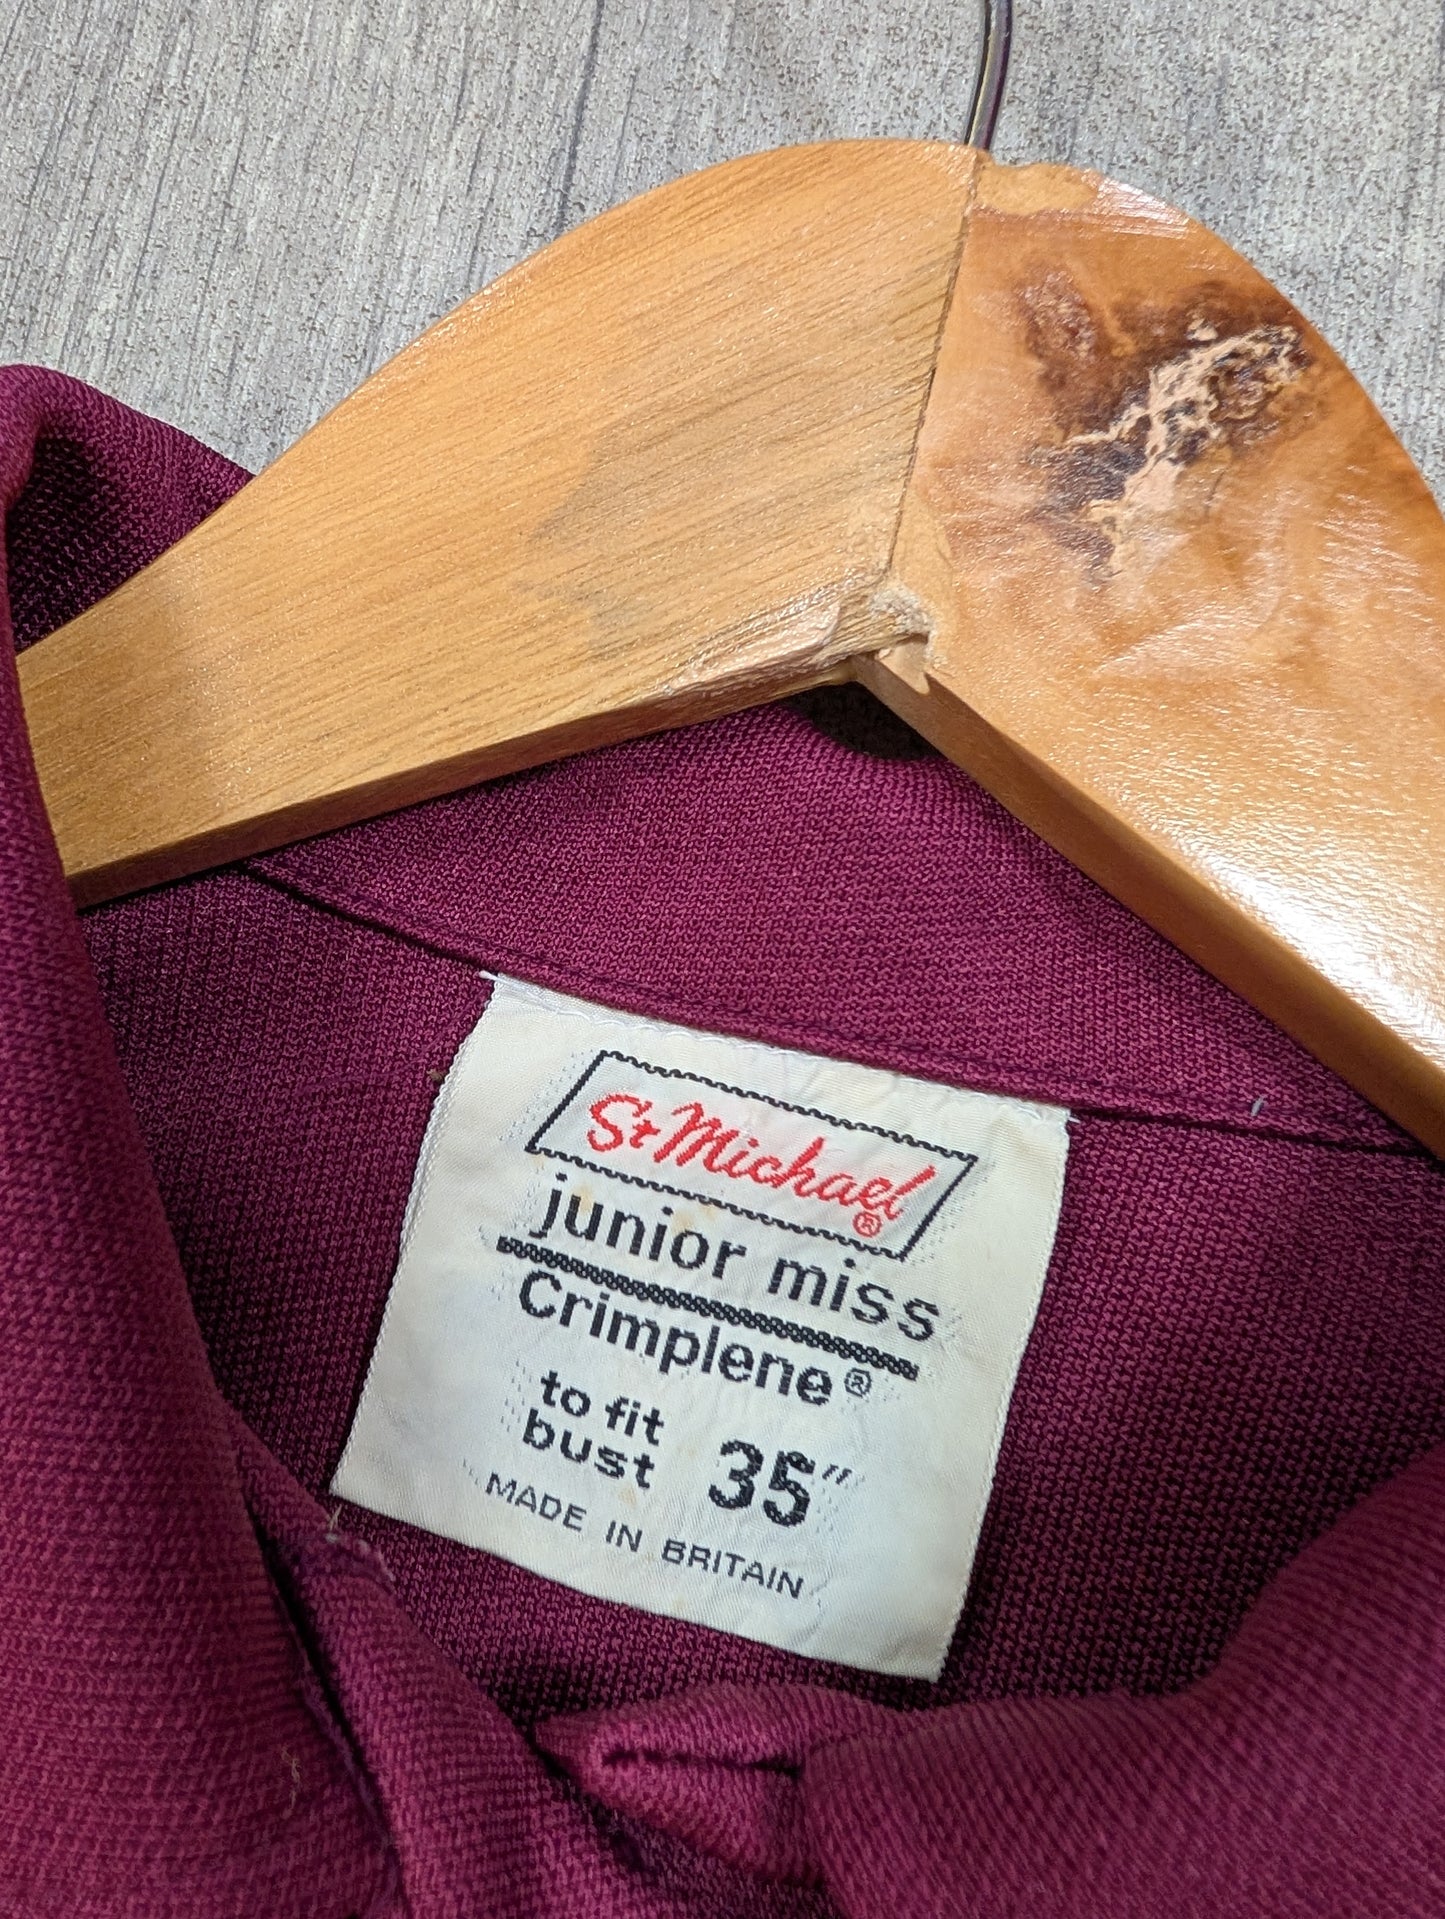 St Michael®
junior miss
Crimplene®
to fit
bust 35"
MADE IN BRITAIN